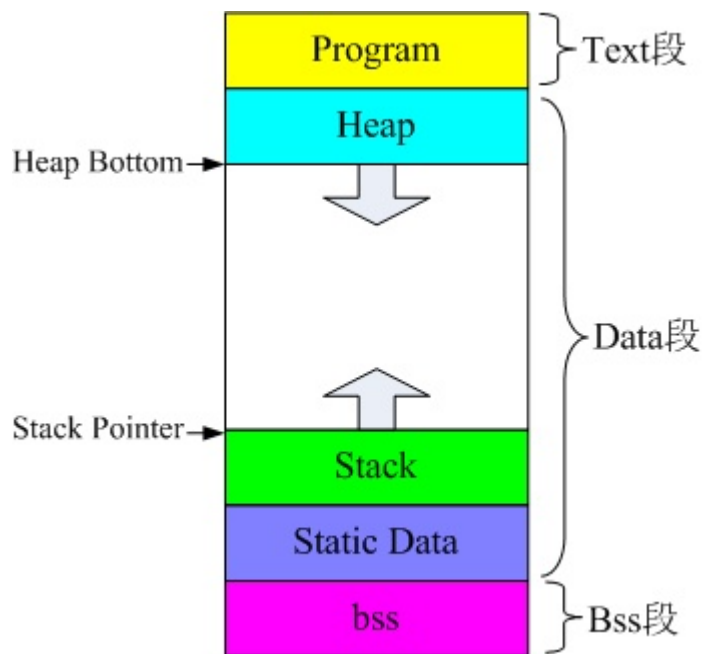 Program
Text段
Heap
Heap Bottom
Data段
Stack Pointer
Stack
Static Data
bss
Bss段